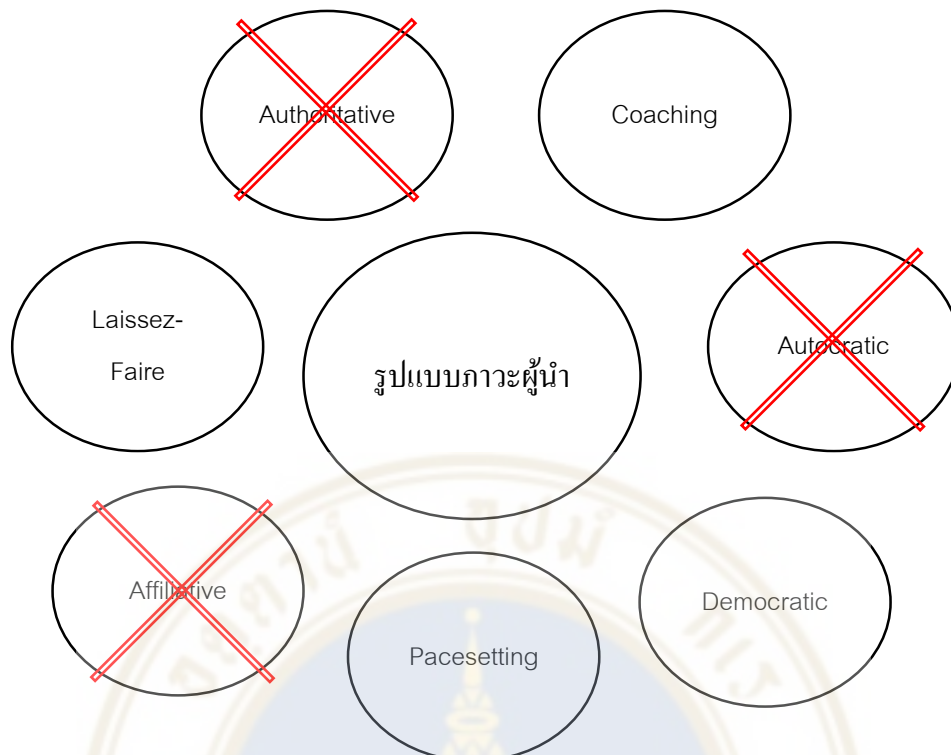 Authoritative
Coaching
Laissez-
Faire
รูปแบบภาวะผู้นำ
Autocratic
Affiliative
Pacesetting
Democratic